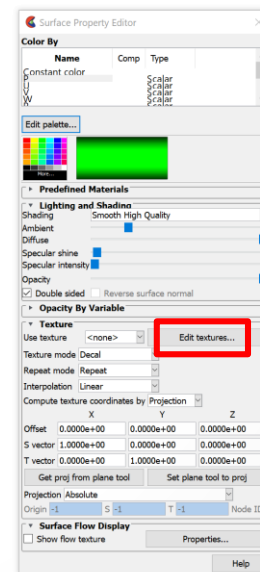 Surface Property Editor
Color By
Name Comp Type
Constant color
P Scalar
U Scalar
V Scalar
W Scalar
Edit palette...
More...
Predefined Materials
Lighting and Shading
Shading Smooth High Quality
Ambient
Diffuse
Specular shine
Specular intensity
Opacity
Double sided Reverse surface normal
Opacity By Variable
Texture
Use texture <none> Edit textures...
Texture mode Decal
Repeat mode Repeat
Interpolation Linear
Compute texture coordinates by Projection
X Y Z
Offset 0.0000e+00 0.0000e+00 0.0000e+00
S vector 1.0000e+00 0.0000e+00 0.0000e+00
T vector 0.0000e+00 1.0000e+00 0.0000e+00
Get proj from plane tool Set plane tool to proj
Projection Absolute
Origin -1 S -1 T -1 Node ID
Surface Flow Display
Show flow texture Properties...
Help